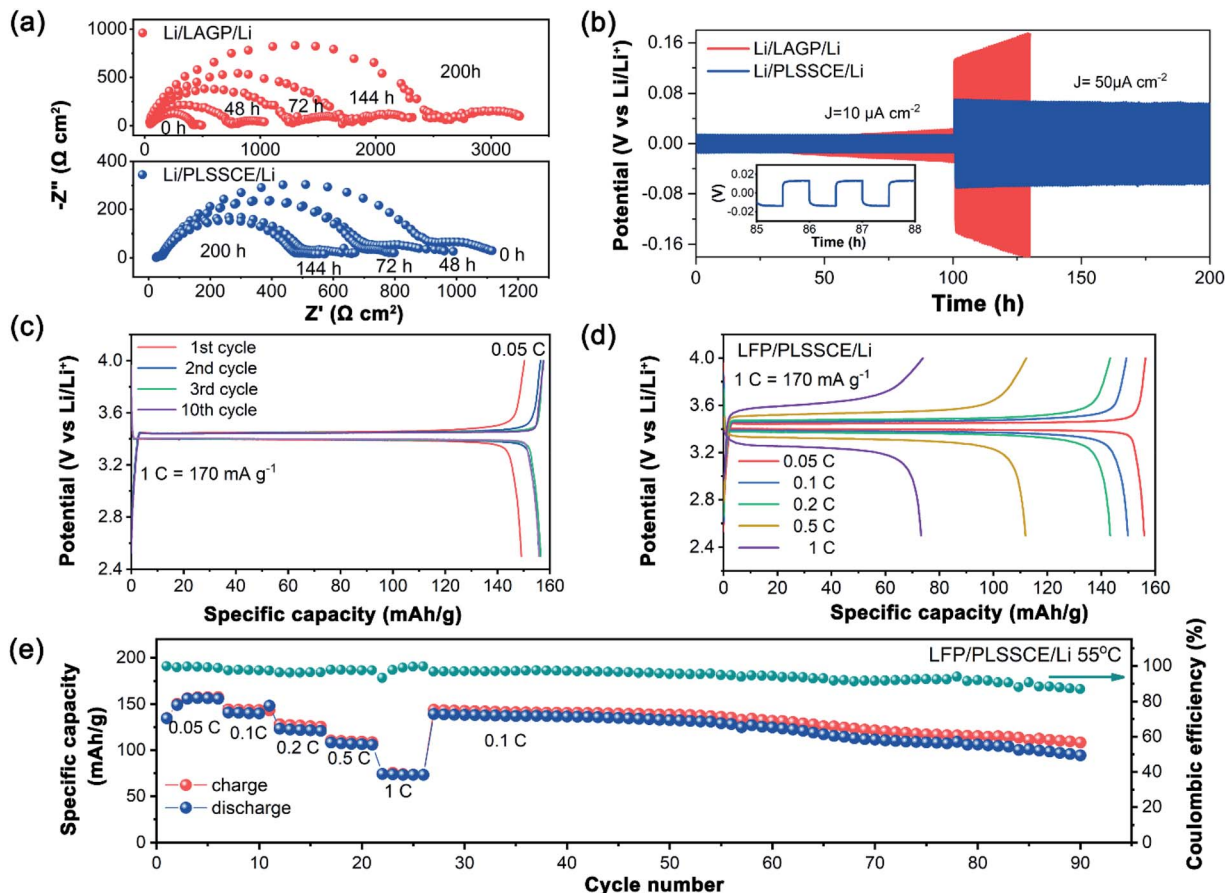 (a)
1000
500
0
Li/LAGP/Li
0 h
48 h
72 h
144 h
200h
0 1000 2000 3000
400
200
0
Li/PLSSCE/Li
200 h
144 h
72 h
48 h
0 h
0 200 400 600 800 1000 1200
-Z" (Ω cm²)
Z' (Ω cm²)
(b)
Potential (V vs Li/Li⁺)
0.16
0.08
0.00
-0.08
-0.16
Li/LAGP/Li
Li/PLSSCE/Li
J=10 μA cm⁻²
J= 50μA cm⁻²
(V)
0.02
0.00
-0.02
85 86 87 88
Time (h)
0 50 100 150 200
Time (h)
(c)
Potential (V vs Li/Li⁺)
4.0
3.6
3.2
2.8
2.4
1st cycle
2nd cycle
3rd cycle
10th cycle
0.05 C
1 C = 170 mA g⁻¹
0 20 40 60 80 100 120 140 160
Specific capacity (mAh/g)
(d)
Potential (V vs Li/Li⁺)
4.0
3.6
3.2
2.8
2.4
LFP/PLSSCE/Li
1 C = 170 mA g⁻¹
0.05 C
0.1 C
0.2 C
0.5 C
1 C
0 20 40 60 80 100 120 140 160
Specific capacity (mAh/g)
(e)
Specific capacity
(mAh/g)
200
150
100
50
0
LFP/PLSSCE/Li 55°C
0.05 C
0.1C
0.2 C
0.5 C
1 C
0.1 C
charge
discharge
100
80
60
40
20
0
Coulombic efficiency (%)
0 10 20 30 40 50 60 70 80 90
Cycle number